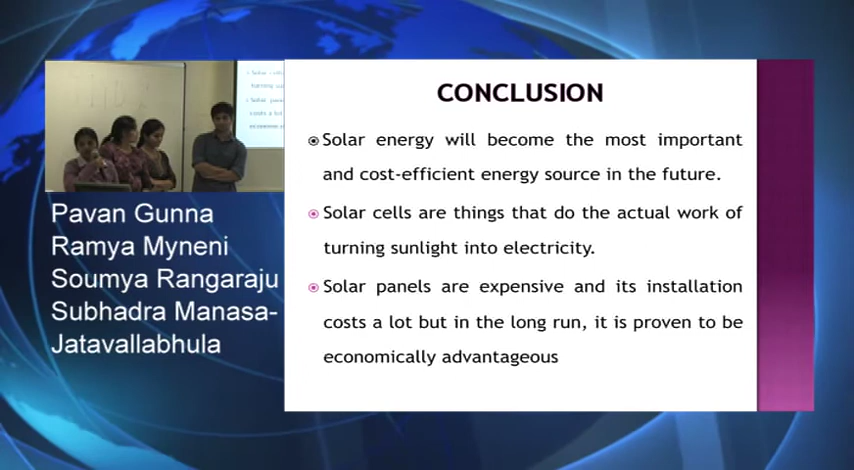 CONCLUSION
Solar energy will become the most important
and cost-efficient energy source in the future.
Solar cells are things that do the actual work of
turning sunlight into electricity.
Solar panels are expensive and its installation
costs a lot but in the long run, it is proven to be
economically advantageous
Pavan Gunna
Ramya Myneni
Soumya Rangaraju
Subhadra Manasa-
Jatavallabhula